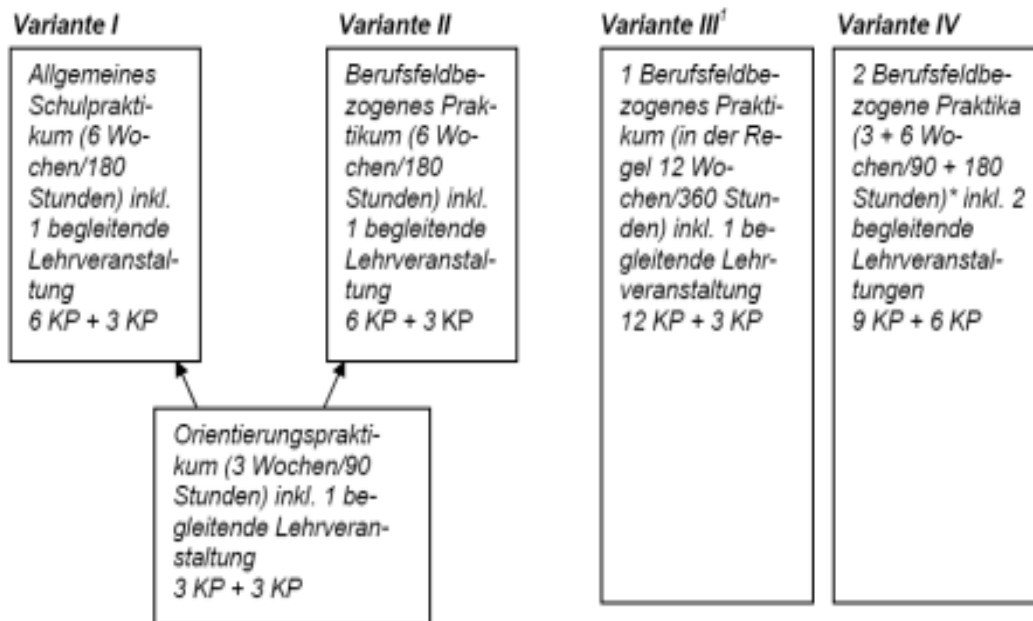 Variante I
Allgemeines
Schulprakti-
kum (6 Wo-
chen/180
Stunden) inkl.
1 begleitende
Lehrveranstal-
tung
6 KP + 3 KP
Variante II
Berufsfeldbe-
zogenes Prak-
tikum (6 Wo-
chen/180
Stunden) inkl.
1 begleitende
Lehrveranstal-
tung
6 KP + 3 KP
Orientierungsprakti-
kum (3 Wochen/90
Stunden) inkl. 1 be-
gleitende Lehrveran-
staltung
3 KP + 3 KP
Variante III¹
1 Berufsfeldbe-
zogenes Prakti-
kum (in der Re-
gel 12 Wo-
chen/360 Stun-
den) inkl. 1 be-
gleitende Lehr-
veranstaltung
12 KP + 3 KP
Variante IV
2 Berufsfeldbe-
zogene Praktika
(3 + 6 Wo-
chen/90 + 180
Stunden)* inkl. 2
begleitende
Lehrveranstal-
tungen
9 KP + 6 KP